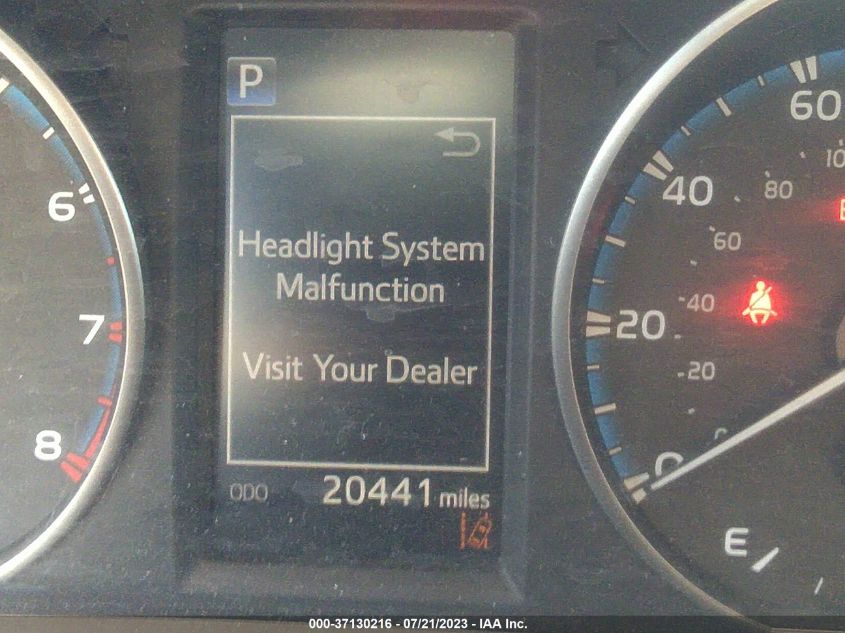 P
Headlight System
Malfunction
Visit Your Dealer
ODO 20441 miles
6
7
8
60
40
20
0
80
60
40
20
E
000-37130216 - 07/21/2023 - IAA Inc.